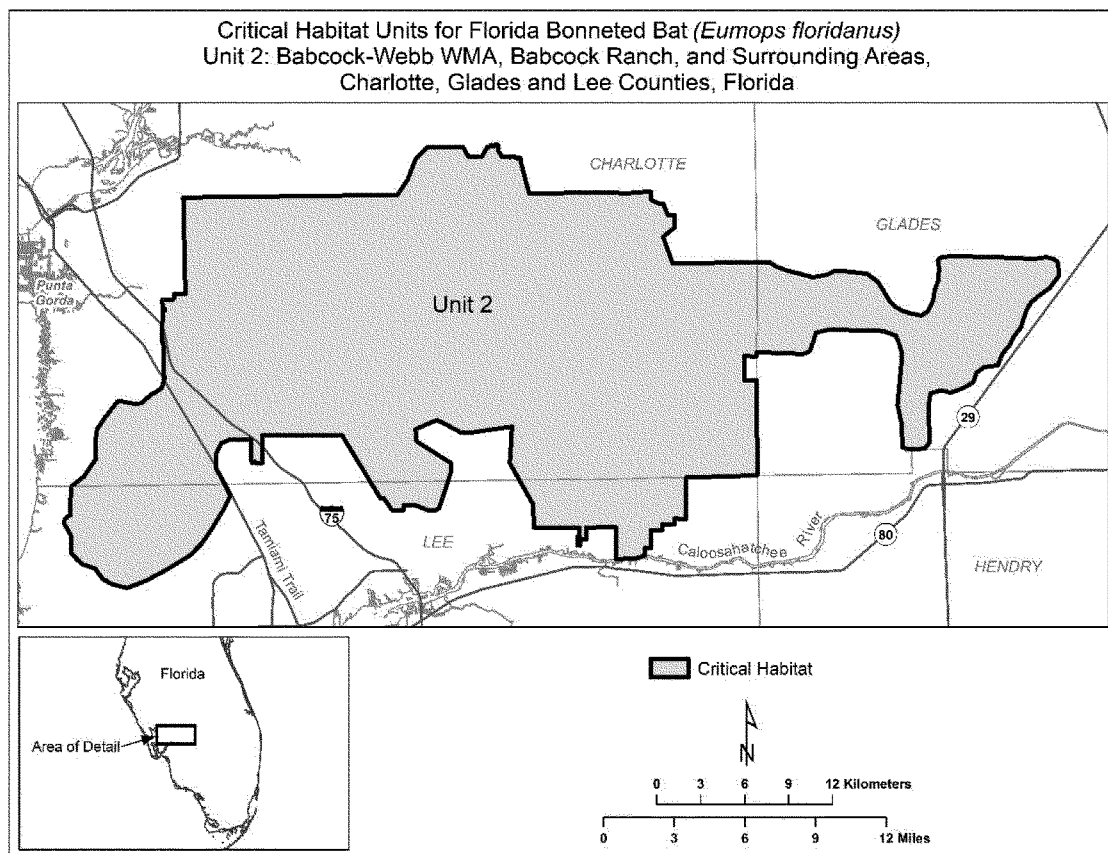 Critical Habitat Units for Florida Bonneted Bat (Eumops floridanus)
Unit 2: Babcock-Webb WMA, Babcock Ranch, and Surrounding Areas,
Charlotte, Glades and Lee Counties, Florida
CHARLOTTE
GLADES
Punta
Gorda
Unit 2
29
75
LEE
Tamiami Trail
Caloosahatchee
River
80
HENDRY
Florida
Area of Detail
Critical Habitat
N
0 3 6 9 12 Kilometers
0 3 6 9 12 Miles